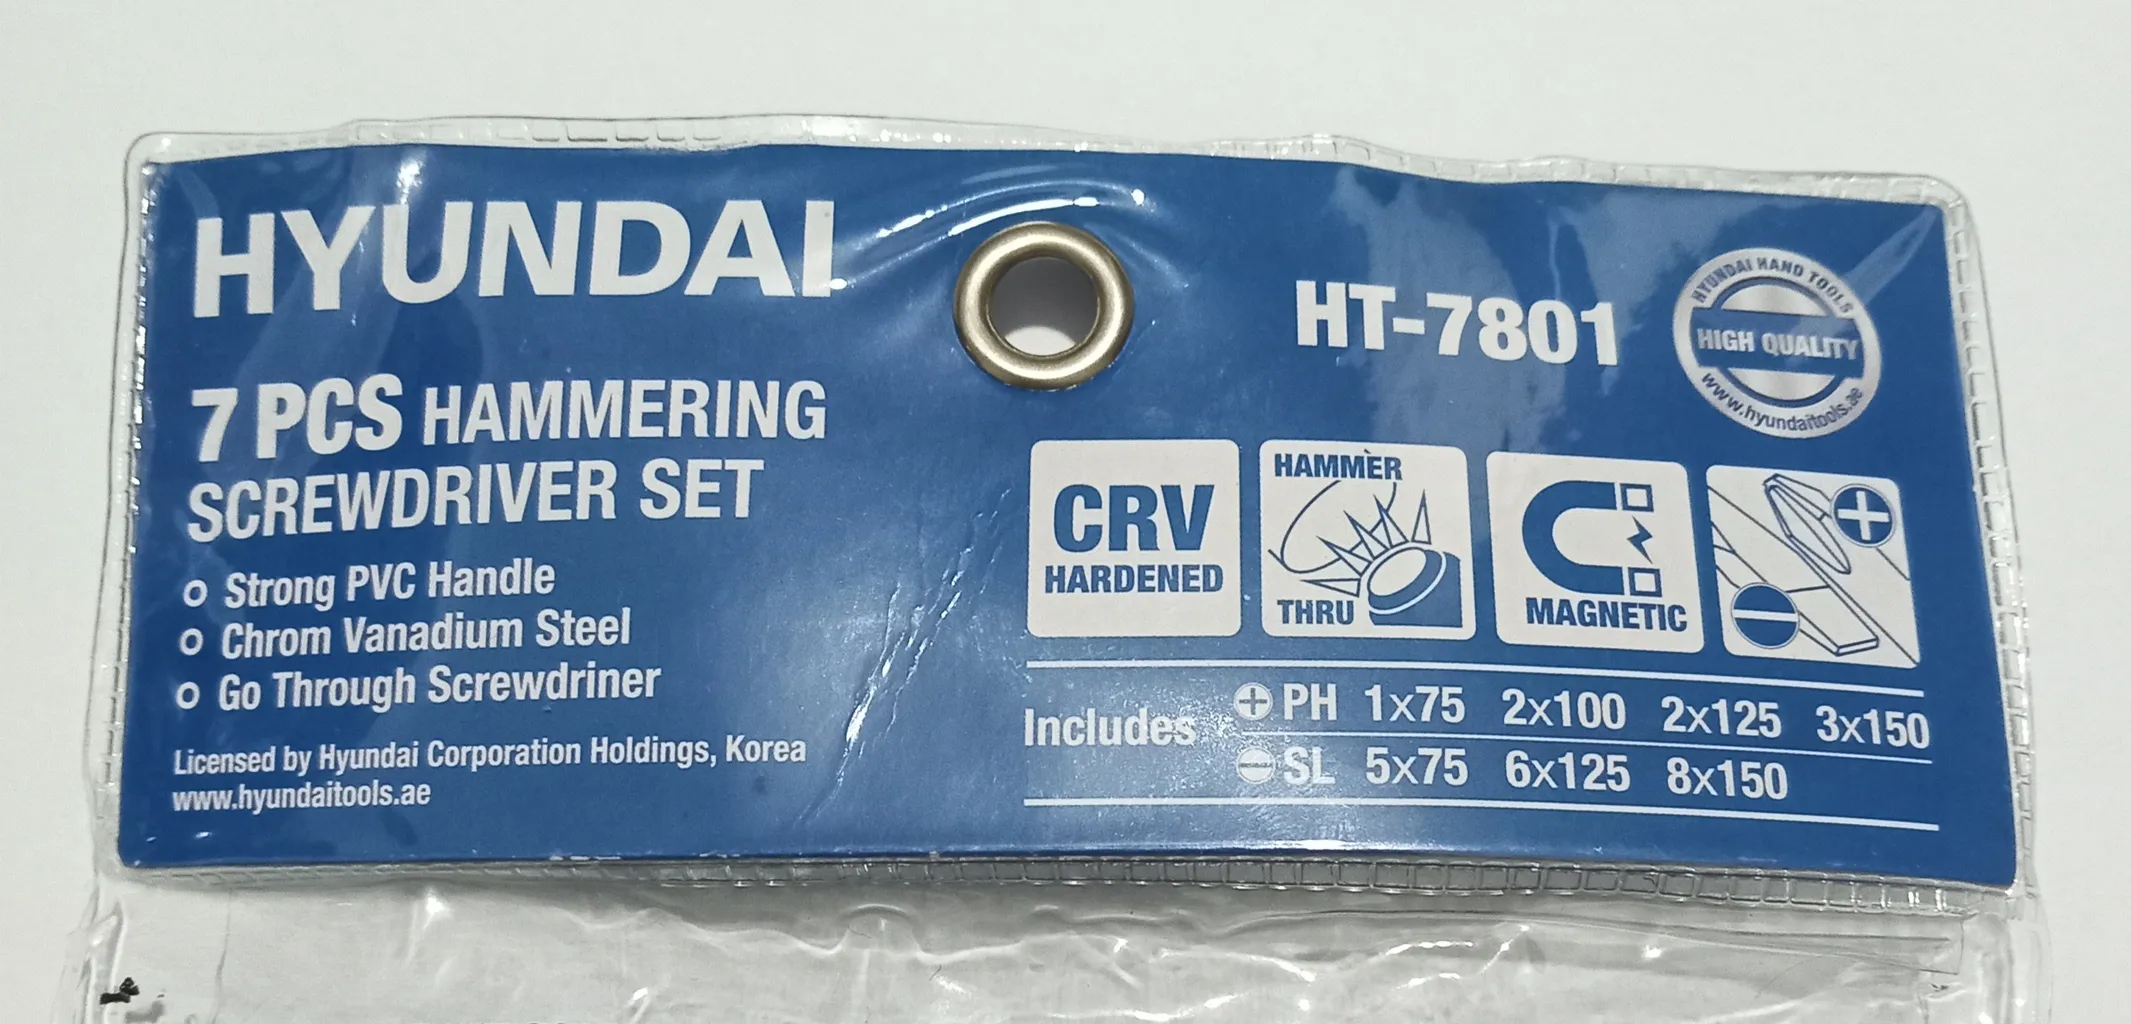 HYUNDAI
7 PCS HAMMERING
SCREWDRIVER SET
Strong PVC Handle
Chrom Vanadium Steel
Go Through Screwdriner
Licensed by Hyundai Corporation Holdings, Korea
www.hyundaitools.ae
HT-7801
HYUNDAI HAND TOOLS
HIGH QUALITY
www.hyundaitools.ae
CRV
HARDENED
HAMMER
THRU
MAGNETIC
Includes
PH 1x75 2x100 2x125 3x150
SL 5x75 6x125 8x150